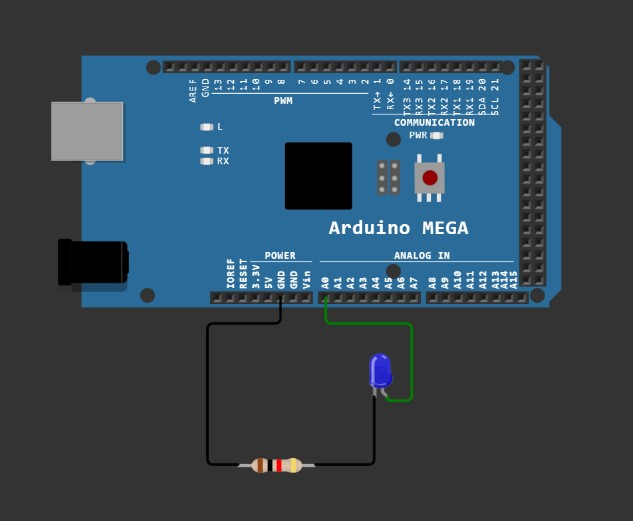 AREF
GND
13
12
11
10
9
8
7
6
5
4
3
2
TX→ 1
RX← 0
TX3 14
RX3 15
TX2 16
RX2 17
TX1 18
RX1 19
SDA 20
SCL 21
PWM
COMMUNICATION
L
PWR
TX
RX
Arduino MEGA
POWER
ANALOG IN
IOREF
RESET
3.3V
5V
GND
GND
Vin
A0
A1
A2
A3
A4
A5
A6
A7
A8
A9
A10
A11
A12
A13
A14
A15